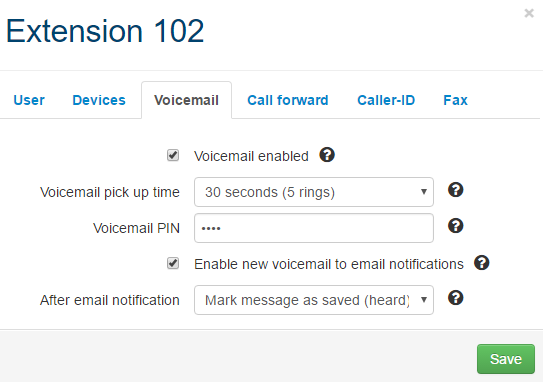 ×
Extension 102
User Devices Voicemail Call forward Caller-ID Fax
Voicemail enabled ?
Voicemail pick up time 30 seconds (5 rings) ?
Voicemail PIN •••• ?
Enable new voicemail to email notifications ?
After email notification Mark message as saved (heard) ?
Save